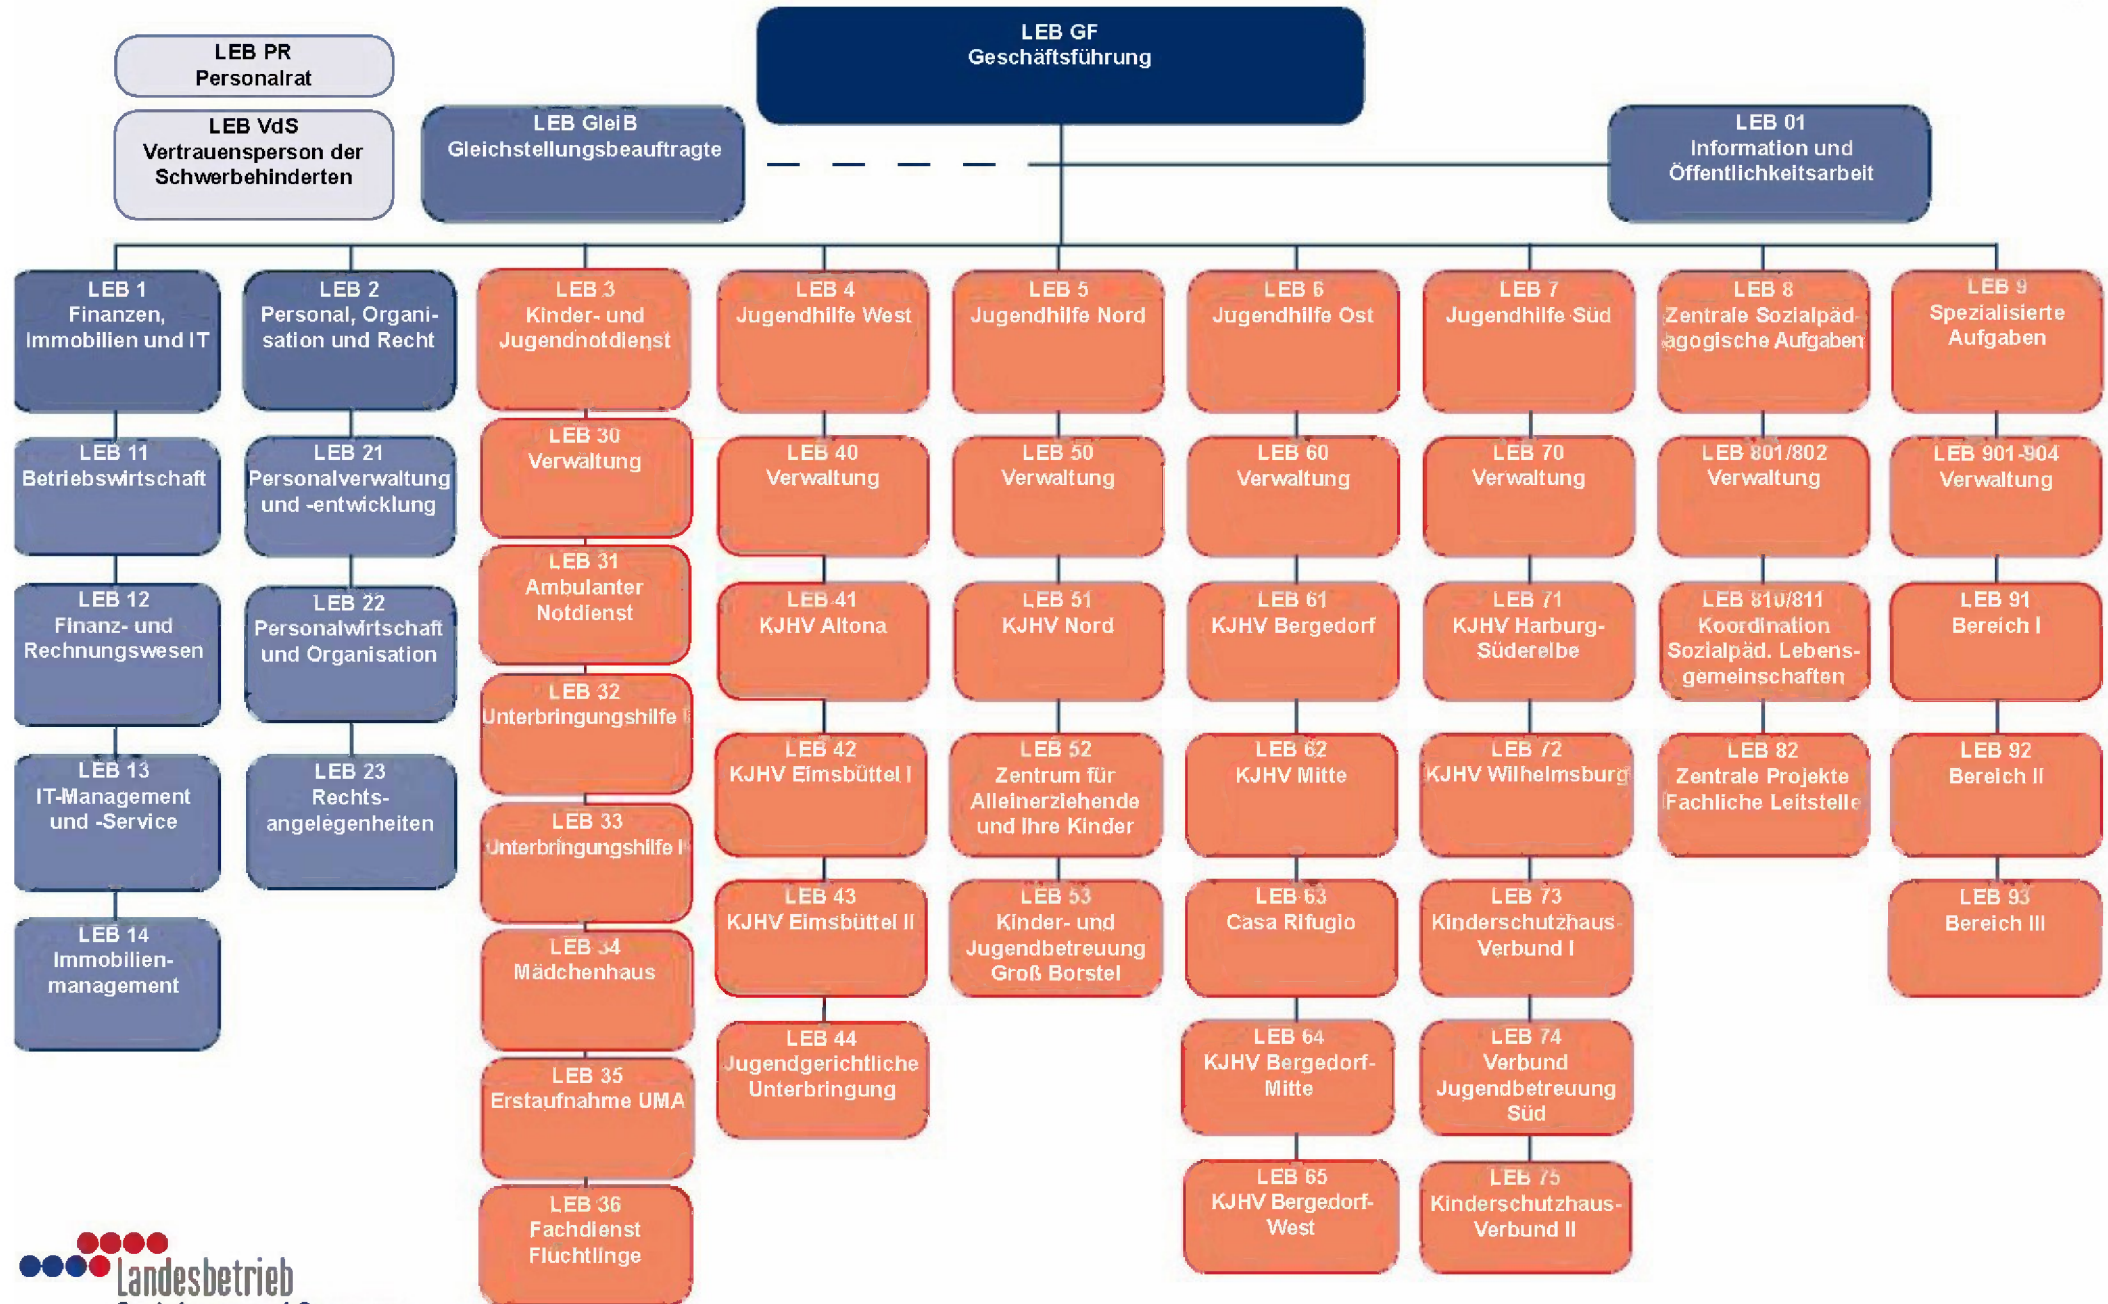 LEB GF
Geschäftsführung
LEB PR
Personalrat
LEB VdS
Vertrauensperson der
Schwerbehinderten
LEB GleiB
Gleichstellungsbeauftragte
LEB 01
Information und
Öffentlichkeitsarbeit
LEB 1
Finanzen,
Immobilien und IT
LEB 11
Betriebswirtschaft
LEB 12
Finanz- und
Rechnungswesen
LEB 13
IT-Management
und -Service
LEB 14
Immobilien-
management
LEB 2
Personal, Organi-
sation und Recht
LEB 21
Personalverwaltung
und -entwicklung
LEB 22
Personalwirtschaft
und Organisation
LEB 23
Rechts-
angelegenheiten
LEB 3
Kinder- und
Jugendnotdienst
LEB 30
Verwaltung
LEB 31
Ambulanter
Notdienst
LEB 32
Unterbringungshilfe
LEB 33
Unterbringungshilfe
LEB 34
Mädchenhaus
LEB 35
Erstaufnahme UMA
LEB 36
Fachdienst
Flüchtlinge
LEB 4
Jugendhilfe West
LEB 40
Verwaltung
LEB 41
KJHV Altona
LEB 42
KJHV Eimsbüttel I
LEB 43
KJHV Eimsbüttel II
LEB 44
Jugendgerichtliche
Unterbringung
LEB 5
Jugendhilfe Nord
LEB 50
Verwaltung
LEB 51
KJHV Nord
LEB 52
Zentrum für
Alleinerziehende
und Ihre Kinder
LEB 53
Kinder- und
Jugendbetreuung
Groß Borstel
LEB 6
Jugendhilfe Ost
LEB 60
Verwaltung
LEB 61
KJHV Bergedorf
LEB 62
KJHV Mitte
LEB 63
Casa Rifugio
LEB 64
KJHV Bergedorf-
Mitte
LEB 65
KJHV Bergedorf-
West
LEB 7
Jugendhilfe Süd
LEB 70
Verwaltung
LEB 71
KJHV Harburg-
Süderelbe
LEB 72
KJHV Wilhelmsburg
LEB 73
Kinderschutzhaus-
Verbund I
LEB 74
Verbund
Jugendbetreuung
Süd
LEB 75
Kinderschutzhaus-
Verbund II
LEB 8
Zentrale Sozialpäd-
agogische Aufgaben
LEB 801/802
Verwaltung
LEB 810/811
Koordination
Sozialpäd. Lebens-
gemeinschaften
LEB 82
Zentrale Projekte
Fachliche Leitstelle
LEB 9
Spezialisierte
Aufgaben
LEB 901-904
Verwaltung
LEB 91
Bereich I
LEB 92
Bereich II
LEB 93
Bereich III
Landesbetrieb